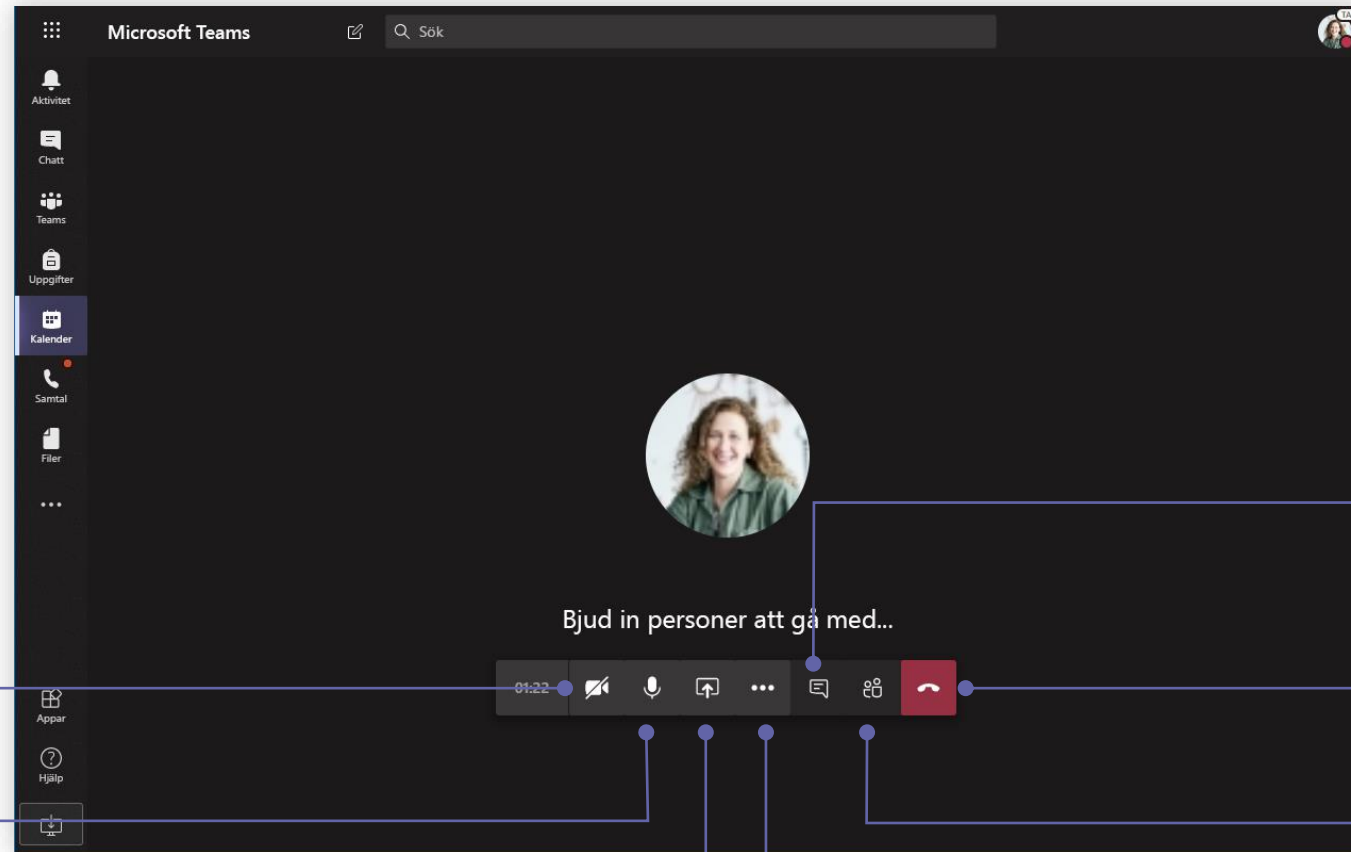 Microsoft Teams
Sök
TA
Aktivitet
Chatt
Teams
Uppgifter
Kalender
Samtal
Filer
Bjud in personer att gå med...
01:22
Appar
Hjälp